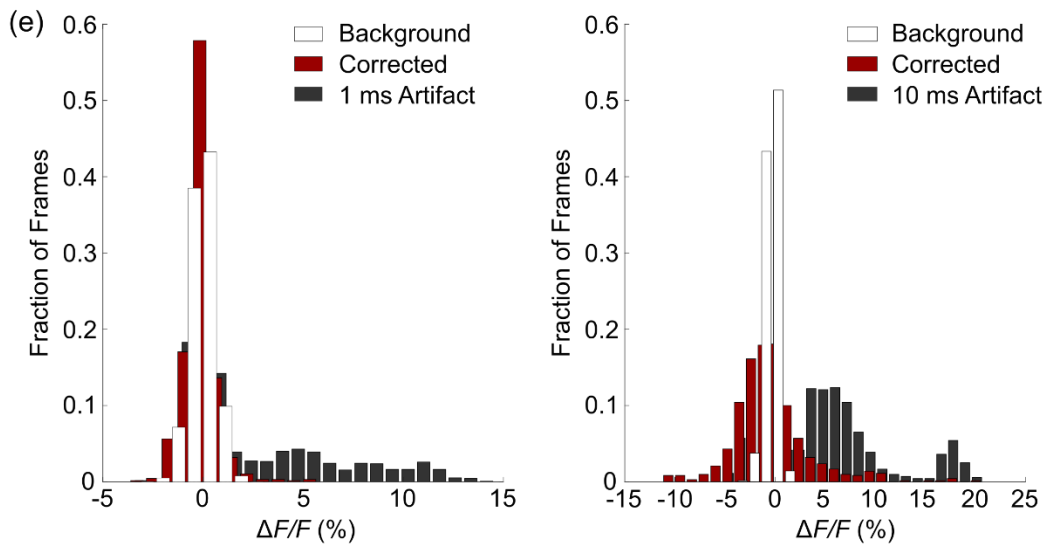 (e)
0.6
0.5
0.4
0.3
0.2
0.1
0
Fraction of Frames
Background
Corrected
1 ms Artifact
-5 0 5 10 15
ΔF/F (%)
0.6
0.5
0.4
0.3
0.2
0.1
0
Fraction of Frames
Background
Corrected
10 ms Artifact
-15 -10 -5 0 5 10 15 20 25
ΔF/F (%)